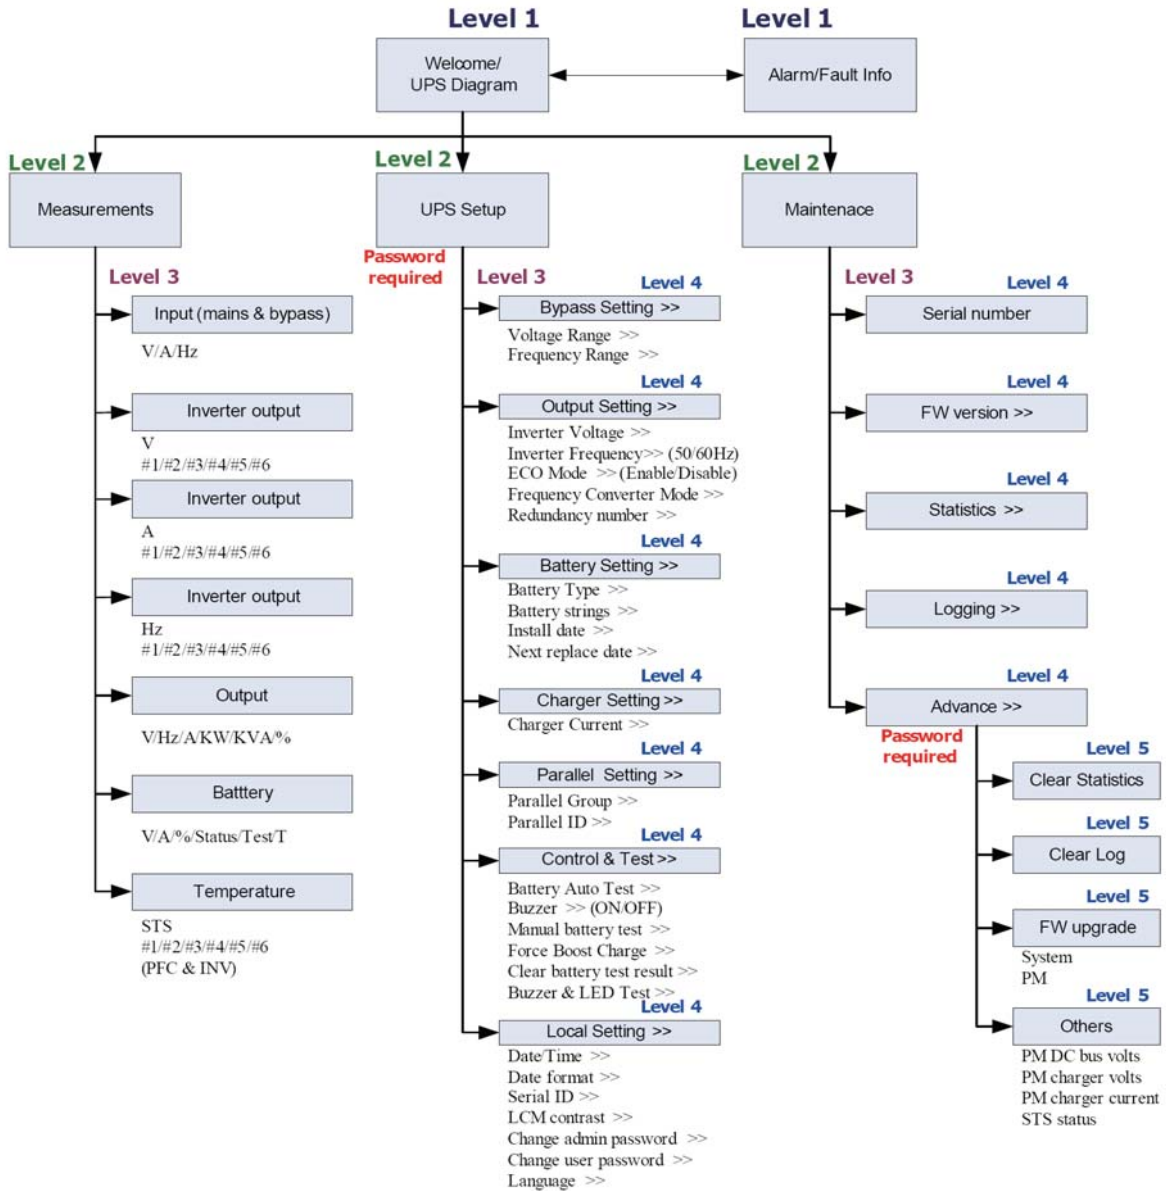 Level 1
Level 1
Welcome/
UPS Diagram
Alarm/Fault Info
Level 2
Measurements
Level 3
Input (mains & bypass)
V/A/Hz
Inverter output
V
#1/#2/#3/#4/#5/#6
Inverter output
A
#1/#2/#3/#4/#5/#6
Inverter output
Hz
#1/#2/#3/#4/#5/#6
Output
V/Hz/A/KW/KVA/%
Batttery
V/A/%/Status/Test/T
Temperature
STS
#1/#2/#3/#4/#5/#6
(PFC & INV)
Level 2
UPS Setup
Password
required
Level 3
Level 4
Bypass Setting >>
Voltage Range >>
Frequency Range >>
Level 4
Output Setting >>
Inverter Voltage >>
Inverter Frequency>> (50/60Hz)
ECO Mode >> (Enable/Disable)
Frequency Converter Mode >>
Redundancy number >>
Level 4
Battery Setting >>
Battery Type >>
Battery strings >>
Install date >>
Next replace date >>
Level 4
Charger Setting >>
Charger Current >>
Level 4
Parallel Setting >>
Parallel Group >>
Parallel ID >>
Level 4
Control & Test >>
Battery Auto Test >>
Buzzer >> (ON/OFF)
Manual battery test >>
Force Boost Charge >>
Clear battery test result >>
Buzzer & LED Test >>
Level 4
Local Setting >>
Date/Time >>
Date format >>
Serial ID >>
LCM contrast >>
Change admin password >>
Change user password >>
Language >>
Level 2
Maintenace
Level 3
Level 4
Serial number
Level 4
FW version >>
Level 4
Statistics >>
Level 4
Logging >>
Level 4
Advance >>
Password
required
Level 5
Clear Statistics
Level 5
Clear Log
Level 5
FW upgrade
System
PM
Level 5
Others
PM DC bus volts
PM charger volts
PM charger current
STS status